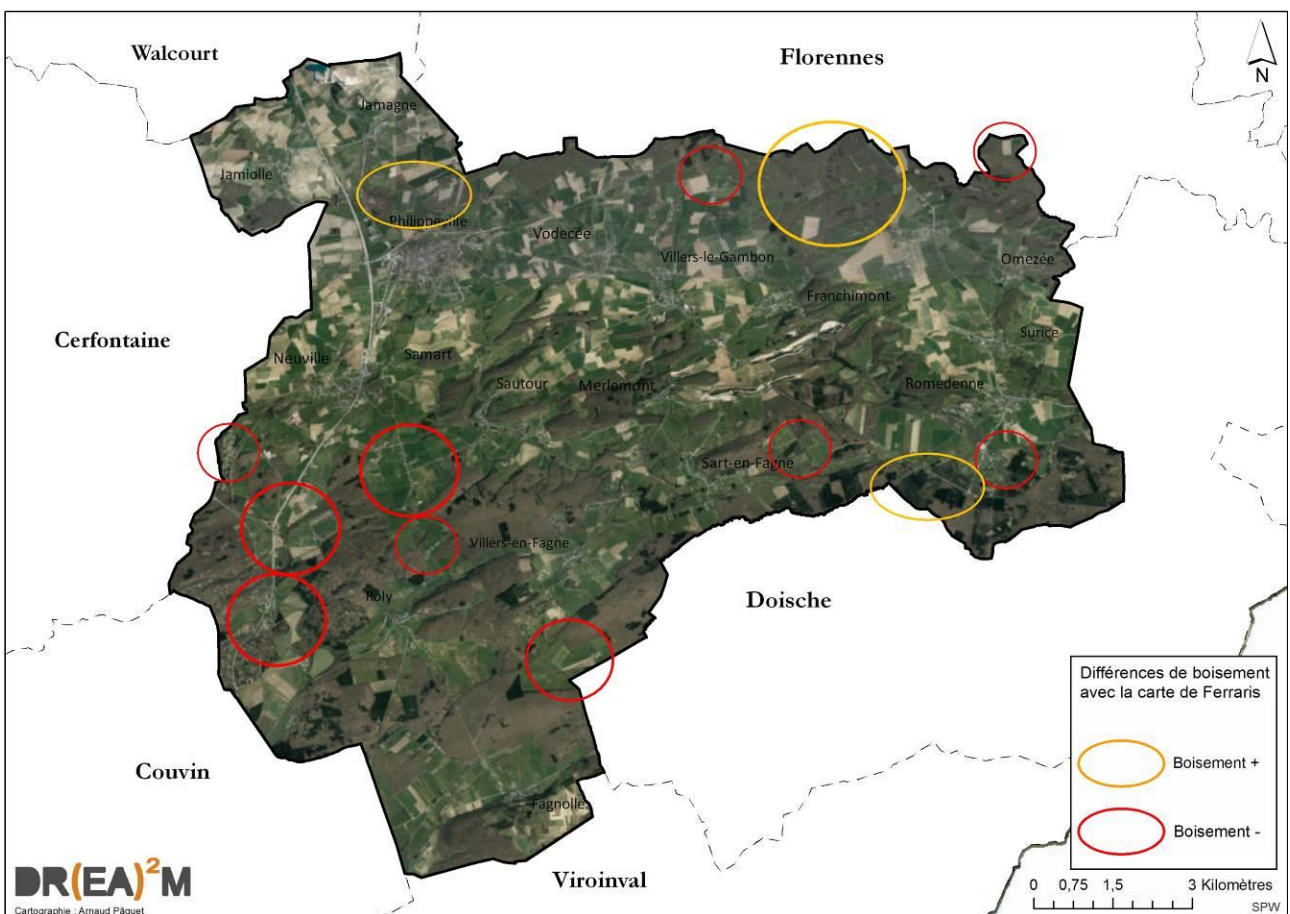 Walcourt
Florennes
N
Jamagne
Jamiolle
Philippeville
Vodecée
Villers-le-Gambon
Omezée
Franchimont
Cerfontaine
Surice
Neuville
Samart
Sautour
Merlemont
Romedenne
Sart-en-Fagne
Villers-en-Fagne
Roly
Doische
Différences de boisement
avec la carte de Ferraris
Boisement +
Boisement -
Couvin
Fagnolle
Viroinval
DR(EA)²M
Cartographie : Arnaud Pâquet
0 0,75 1,5 3 Kilomètres
SPW